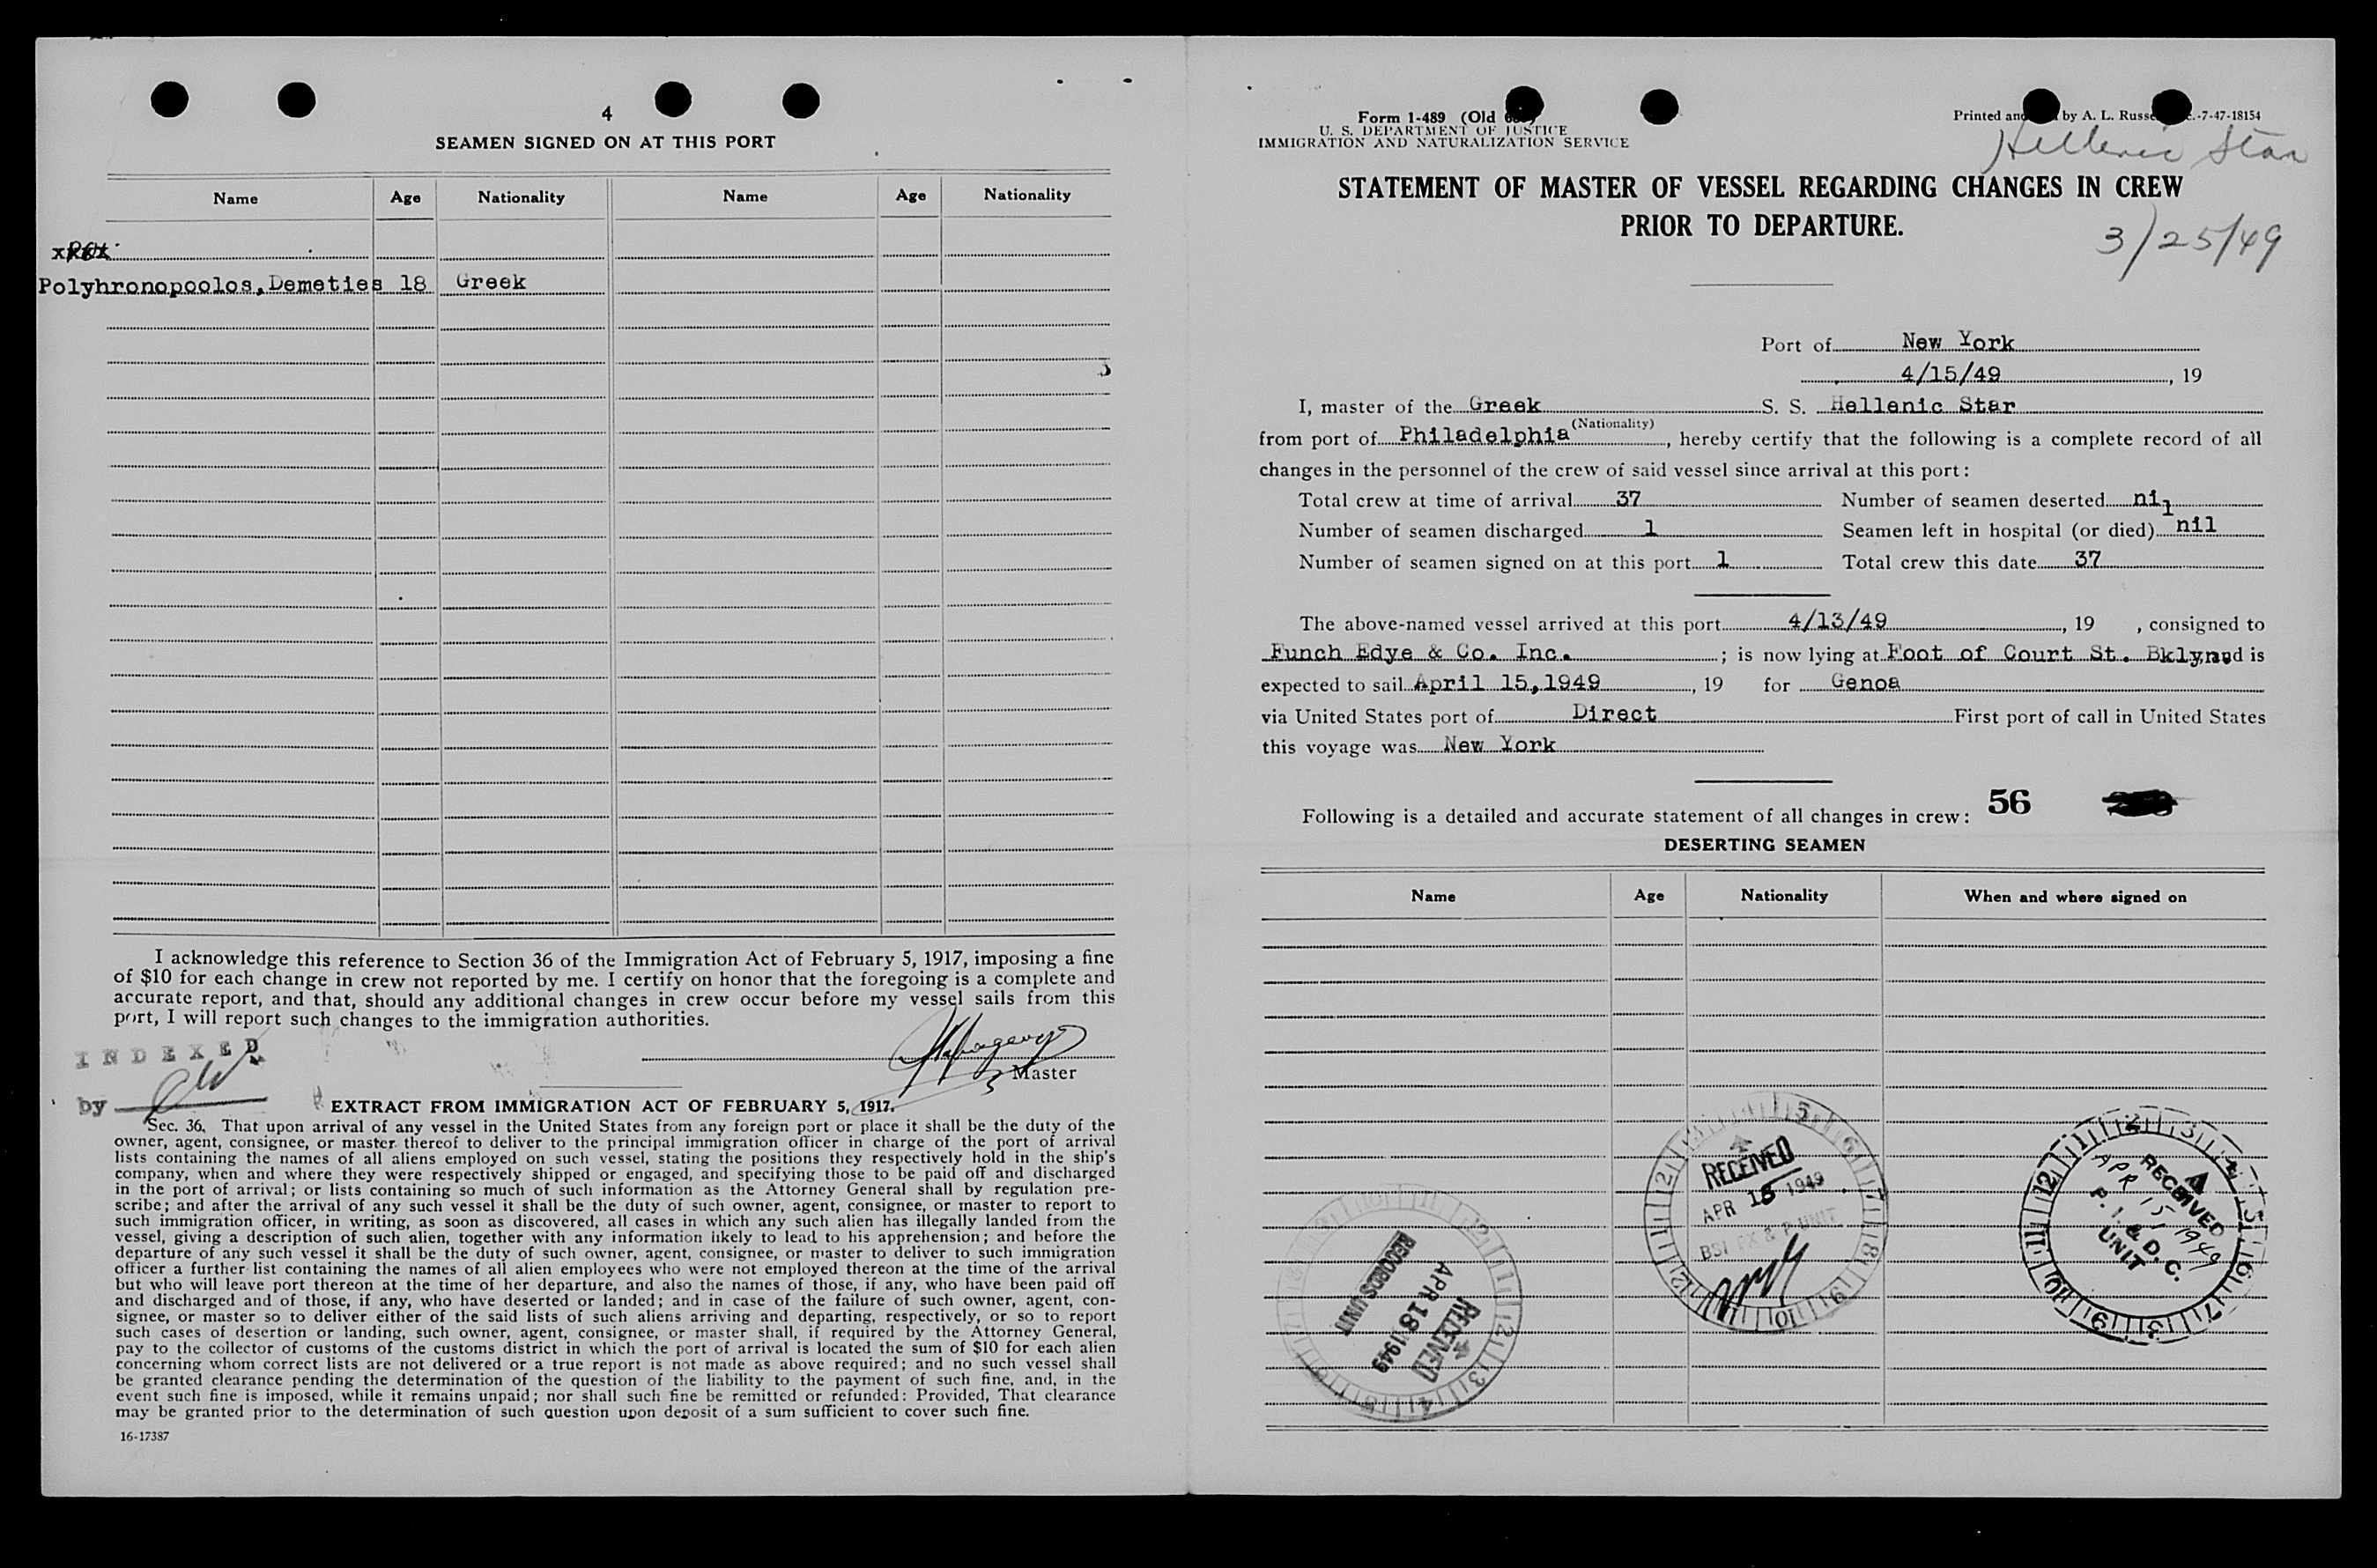 4
SEAMEN SIGNED ON AT THIS PORT
Name Age Nationality Name Age Nationality
Polyhronopoolos, Demeties 18 Greek
I acknowledge this reference to Section 36 of the Immigration Act of February 5, 1917, imposing a fine
of $10 for each change in crew not reported by me. I certify on honor that the foregoing is a complete and
accurate report, and that, should any additional changes in crew occur before my vessel sails from this
port, I will report such changes to the immigration authorities.
INDEXED
by
Master
EXTRACT FROM IMMIGRATION ACT OF FEBRUARY 5, 1917.
Sec. 36. That upon arrival of any vessel in the United States from any foreign port or place it shall be the duty of the
owner, agent, consignee, or master thereof to deliver to the principal immigration officer in charge of the port of arrival
lists containing the names of all aliens employed on such vessel, stating the positions they respectively hold in the ship's
company, when and where they were respectively shipped or engaged, and specifying those to be paid off and discharged
in the port of arrival; or lists containing so much of such information as the Attorney General shall by regulation pre-
scribe; and after the arrival of any such vessel it shall be the duty of such owner, agent, consignee, or master to report to
such immigration officer, in writing, as soon as discovered, all cases in which any such alien has illegally landed from the
vessel, giving a description of such alien, together with any information likely to lead to his apprehension; and before the
departure of any such vessel it shall be the duty of such owner, agent, consignee, or master to deliver to such immigration
officer a further list containing the names of all alien employees who were not employed thereon at the time of the arrival
but who will leave port thereon at the time of her departure, and also the names of those, if any, who have been paid off
and discharged and of those, if any, who have deserted or landed; and in case of the failure of such owner, agent, con-
signee, or master so to deliver either of the said lists of such aliens arriving and departing, respectively, or so to report
such cases of desertion or landing, such owner, agent, consignee, or master shall, if required by the Attorney General,
pay to the collector of customs of the customs district in which the port of arrival is located the sum of $10 for each alien
concerning whom correct lists are not delivered or a true report is not made as above required; and no such vessel shall
be granted clearance pending the determination of the question of the liability to the payment of such fine, and, in the
event such fine is imposed, while it remains unpaid; nor shall such fine be remitted or refunded: Provided, That clearance
may be granted prior to the determination of such question upon deposit of a sum sufficient to cover such fine.
16-17387
Form 1-489 (Old
Printed and by A. L. Russ -7-47-18154
U. S. DEPARTMENT OF JUSTICE
IMMIGRATION AND NATURALIZATION SERVICE
Hellenic Star
STATEMENT OF MASTER OF VESSEL REGARDING CHANGES IN CREW
PRIOR TO DEPARTURE.
3/25/49
Port of New York
4/15/49, 19
I, master of the Greek S. S. Hellenic Star
(Nationality)
from port of Philadelphia, hereby certify that the following is a complete record of all
changes in the personnel of the crew of said vessel since arrival at this port:
Total crew at time of arrival 37 Number of seamen deserted nil
Number of seamen discharged 1 Seamen left in hospital (or died) nil
Number of seamen signed on at this port 1 Total crew this date 37
The above-named vessel arrived at this port 4/13/49, 19 , consigned to
Funch Edye & Co. Inc. ; is now lying at Foot of Court St. Bklyn, and is
expected to sail April 15, 1949, 19 for Genoa
via United States port of Direct First port of call in United States
this voyage was New York
Following is a detailed and accurate statement of all changes in crew: 56
DESERTING SEAMEN
Name Age Nationality When and where signed on
RECEIVED
APR 18 1949
RECORDS UNIT
RECEIVED
APR 15 1949
RECEIVED
APR 15 1949
P. I. & D. C.
UNIT